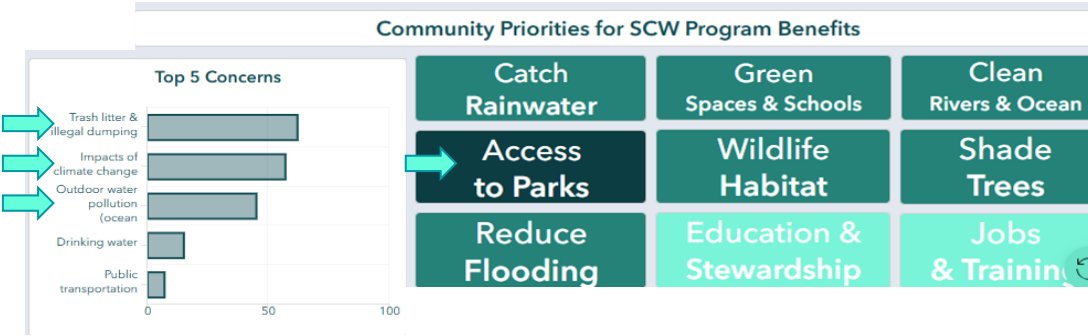 Community Priorities for SCW Program Benefits
Top 5 Concerns
Trash litter &
illegal dumping
Impacts of
climate change
Outdoor water
pollution
(ocean
Drinking water
Public
transportation
0 50 100
Catch
Rainwater
Green
Spaces & Schools
Clean
Rivers & Ocean
Access
to Parks
Wildlife
Habitat
Shade
Trees
Reduce
Flooding
Education &
Stewardship
Jobs
& Training